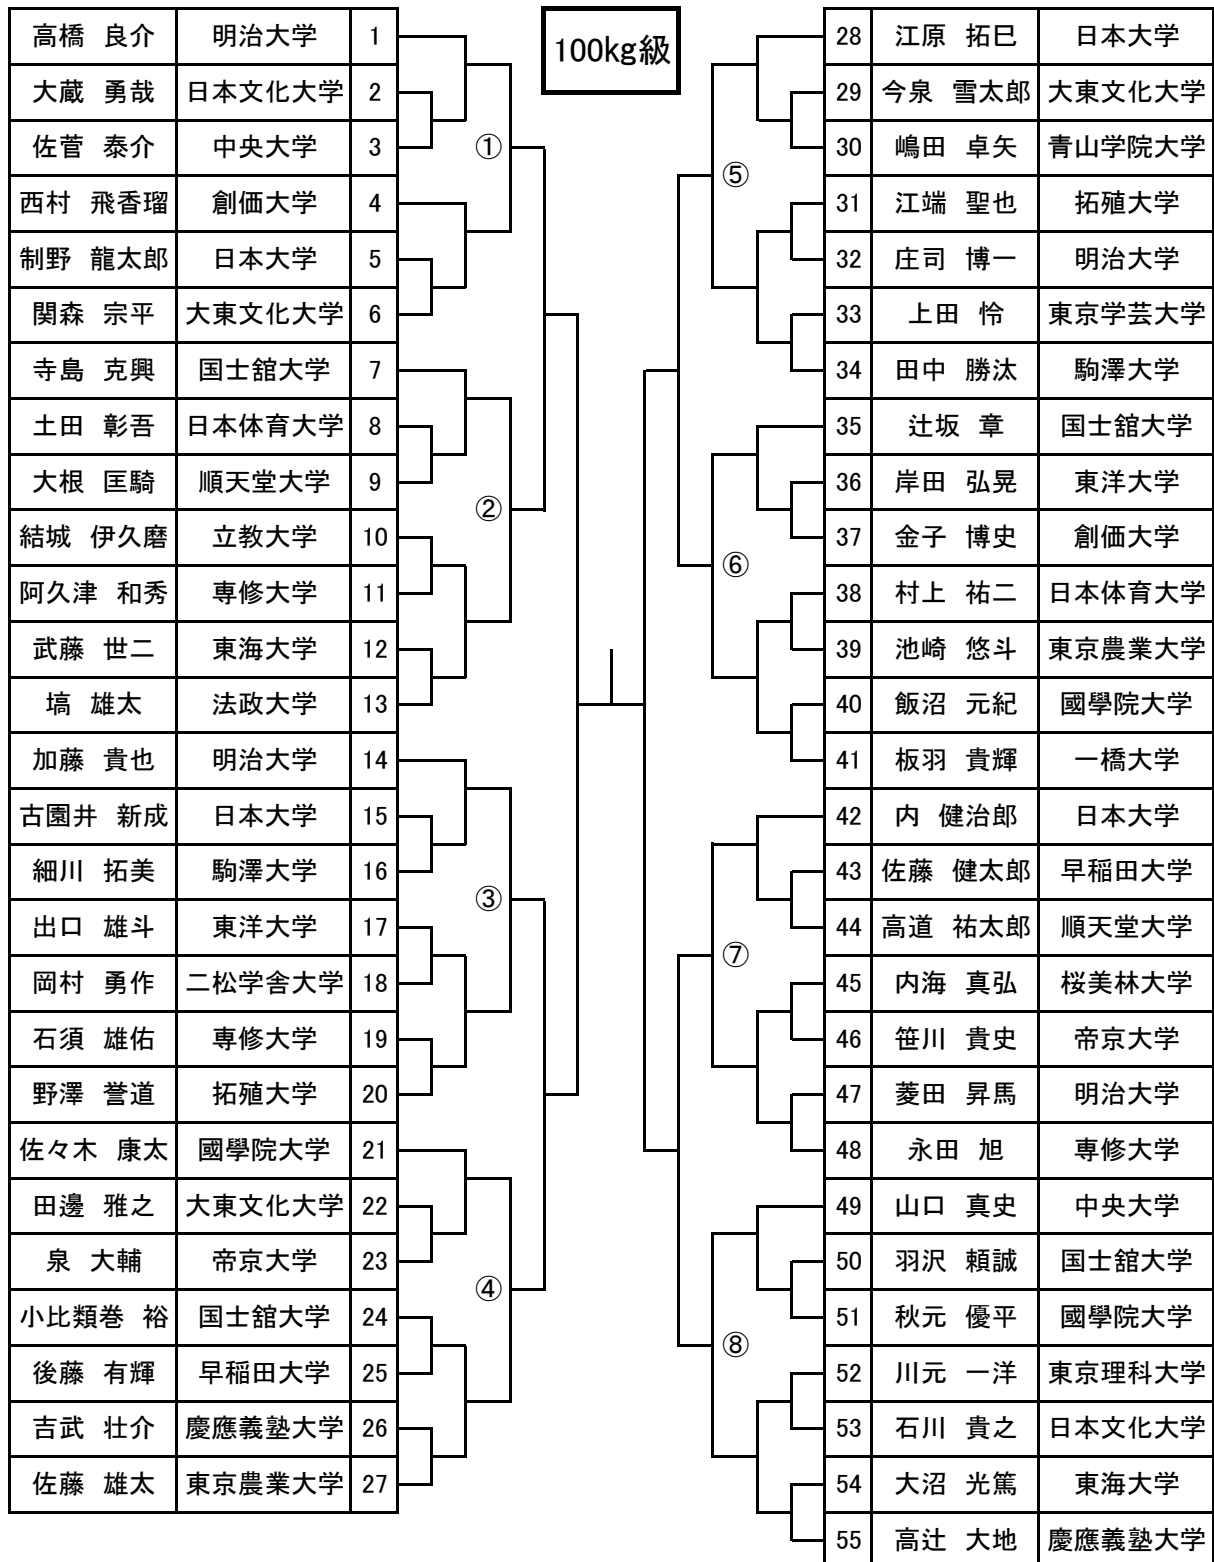 100kg級
高橋 良介 明治大学 1
大蔵 勇哉 日本文化大学 2
佐菅 泰介 中央大学 3
①
西村 飛香瑠 創価大学 4
制野 龍太郎 日本大学 5
関森 宗平 大東文化大学 6
寺島 克興 国士舘大学 7
土田 彰吾 日本体育大学 8
大根 匡騎 順天堂大学 9
②
結城 伊久磨 立教大学 10
阿久津 和秀 専修大学 11
武藤 世二 東海大学 12
塙 雄太 法政大学 13
加藤 貴也 明治大学 14
古園井 新成 日本大学 15
細川 拓美 駒澤大学 16
③
出口 雄斗 東洋大学 17
岡村 勇作 二松学舎大学 18
石須 雄佑 専修大学 19
野澤 誉道 拓殖大学 20
佐々木 康太 國學院大学 21
田邊 雅之 大東文化大学 22
泉 大輔 帝京大学 23
④
小比類巻 裕 国士舘大学 24
後藤 有輝 早稲田大学 25
吉武 壮介 慶應義塾大学 26
佐藤 雄太 東京農業大学 27
28 江原 拓巳 日本大学
29 今泉 雪太郎 大東文化大学
30 嶋田 卓矢 青山学院大学
⑤
31 江端 聖也 拓殖大学
32 庄司 博一 明治大学
33 上田 怜 東京学芸大学
34 田中 勝汰 駒澤大学
35 辻坂 章 国士舘大学
36 岸田 弘晃 東洋大学
37 金子 博史 創価大学
⑥
38 村上 祐二 日本体育大学
39 池崎 悠斗 東京農業大学
40 飯沼 元紀 國學院大学
41 板羽 貴輝 一橋大学
42 内 健治郎 日本大学
43 佐藤 健太郎 早稲田大学
44 高道 祐太郎 順天堂大学
⑦
45 内海 真弘 桜美林大学
46 笹川 貴史 帝京大学
47 菱田 昇馬 明治大学
48 永田 旭 専修大学
49 山口 真史 中央大学
50 羽沢 頼誠 国士舘大学
51 秋元 優平 國學院大学
⑧
52 川元 一洋 東京理科大学
53 石川 貴之 日本文化大学
54 大沼 光篤 東海大学
55 高辻 大地 慶應義塾大学